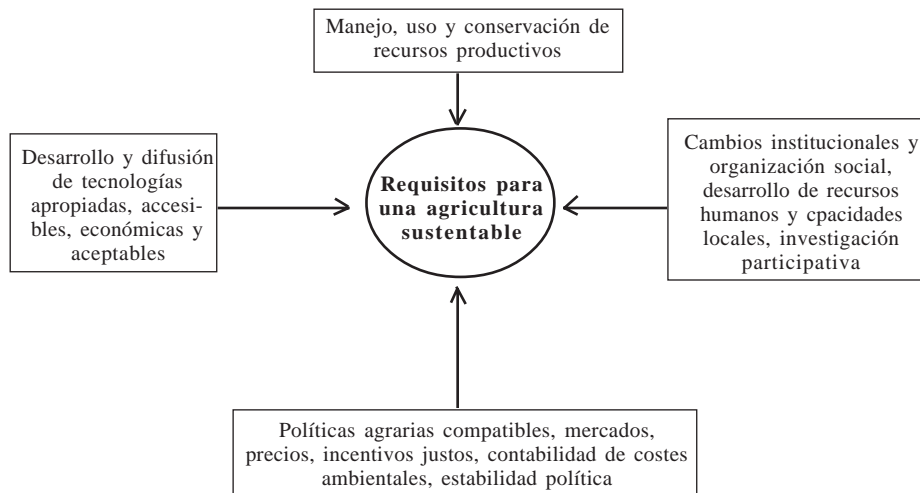 Manejo, uso y conservación de
recursos productivos
Desarrollo y difusión
de tecnologías
apropiadas, accesi-
bles, económicas y
aceptables
Requisitos para
una agricultura
sustentable
Cambios institucionales y
organización social,
desarrollo de recursos
humanos y cpacidades
locales, investigación
participativa
Políticas agrarias compatibles, mercados,
precios, incentivos justos, contabilidad de costes
ambientales, estabilidad política